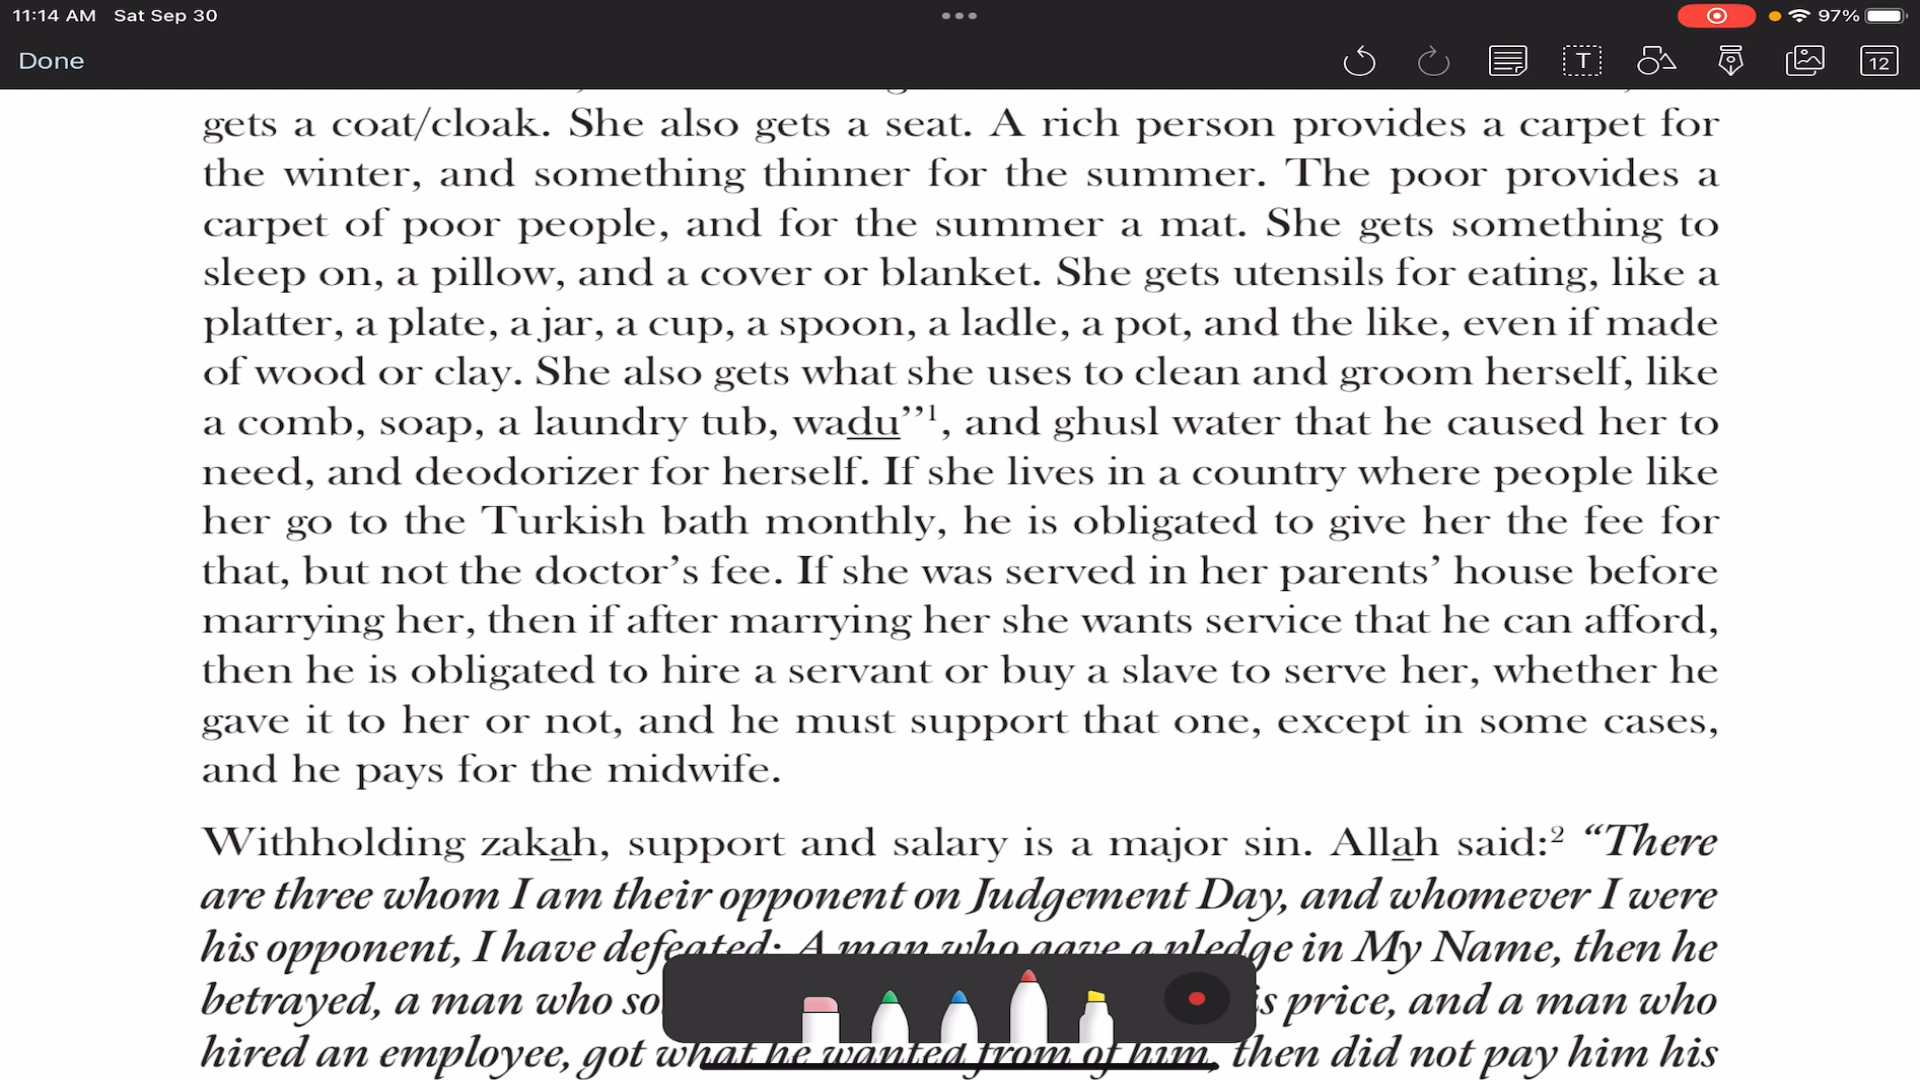 11:14 AM Sat Sep 30
97%
Done
T
12
gets a coat/cloak. She also gets a seat. A rich person provides a carpet for
the winter, and something thinner for the summer. The poor provides a
carpet of poor people, and for the summer a mat. She gets something to
sleep on, a pillow, and a cover or blanket. She gets utensils for eating, like a
platter, a plate, a jar, a cup, a spoon, a ladle, a pot, and the like, even if made
of wood or clay. She also gets what she uses to clean and groom herself, like
a comb, soap, a laundry tub, wadu’’¹, and ghusl water that he caused her to
need, and deodorizer for herself. If she lives in a country where people like
her go to the Turkish bath monthly, he is obligated to give her the fee for
that, but not the doctor’s fee. If she was served in her parents’ house before
marrying her, then if after marrying her she wants service that he can afford,
then he is obligated to hire a servant or buy a slave to serve her, whether he
gave it to her or not, and he must support that one, except in some cases,
and he pays for the midwife.
Withholding zakah, support and salary is a major sin. Allah said:² “There
are three whom I am their opponent on Judgement Day, and whomever I were
his opponent, I have defeated: A man who gave a pledge in My Name, then he
betrayed, a man who is price, and a man who
hired an employee, got what he wanted from of him, then did not pay him his